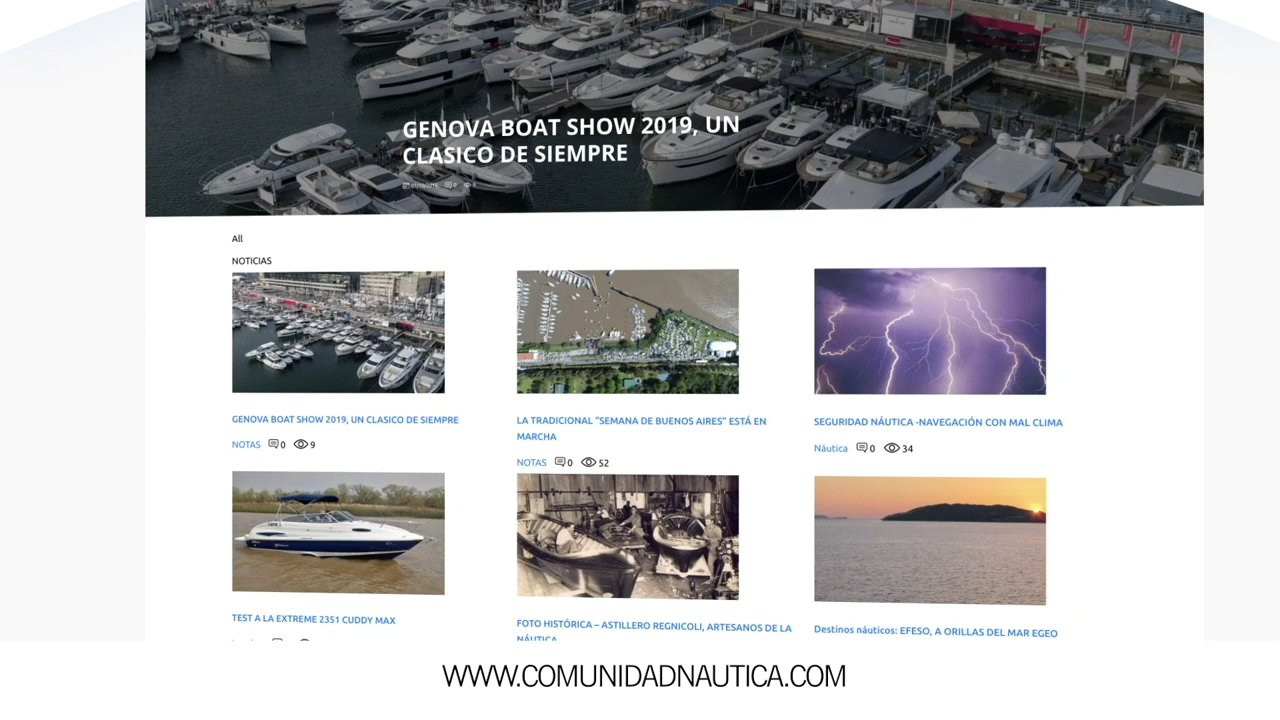 GENOVA BOAT SHOW 2019, UN
CLASICO DE SIEMPRE
All
NOTICIAS
GENOVA BOAT SHOW 2019, UN CLASICO DE SIEMPRE
NOTAS 0 9
LA TRADICIONAL “SEMANA DE BUENOS AIRES” ESTÁ EN
MARCHA
NOTAS 0 52
SEGURIDAD NÁUTICA -NAVEGACIÓN CON MAL CLIMA
Náutica 0 34
TEST A LA EXTREME 2351 CUDDY MAX
FOTO HISTÓRICA – ASTILLERO REGNICOLI, ARTESANOS DE LA
NÁUTICA
Destinos náuticos: EFESO, A ORILLAS DEL MAR EGEO
WWW.COMUNIDADNAUTICA.COM